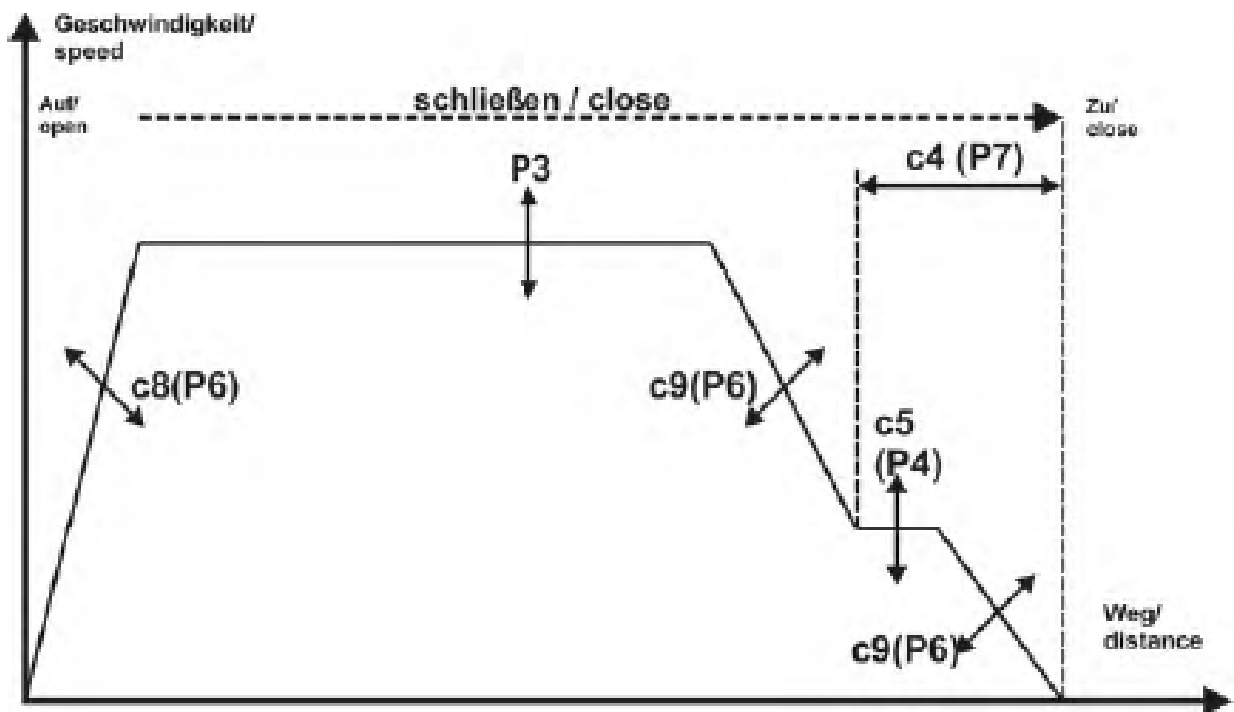 Geschwindigkeit/
speed
Auf/
open
schließen / close
Zu/
close
c4 (P7)
P3
c8(P6)
c9(P6)
c5
(P4)
c9(P6)
Weg/
distance